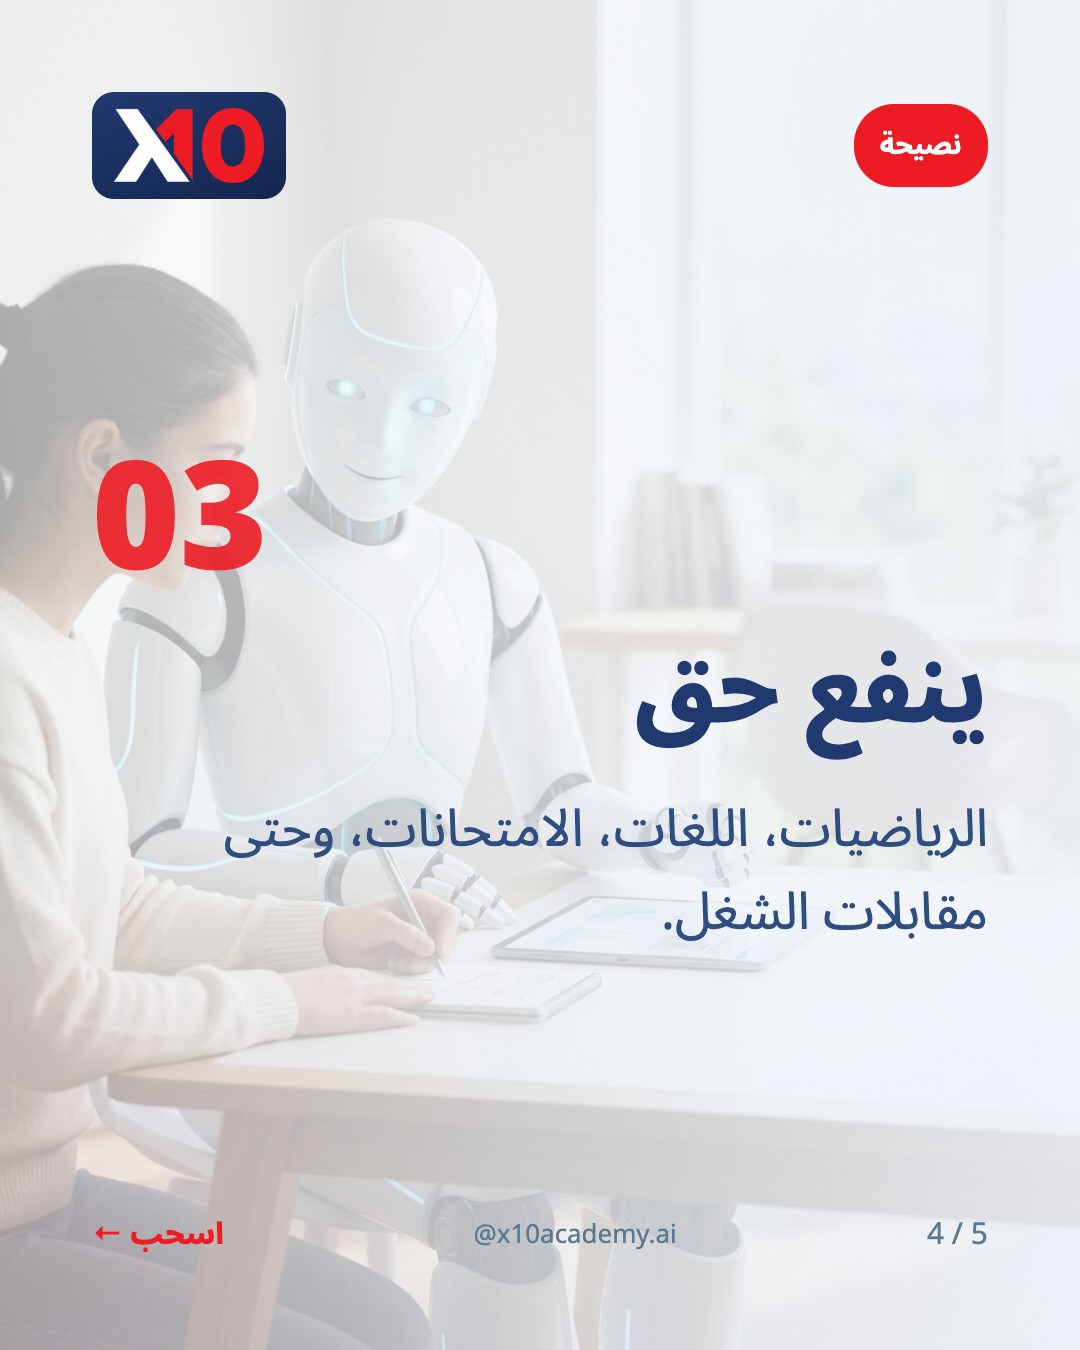 X10
نصيحة
03
ينفع حق
الرياضيات، اللغات، الامتحانات، وحتى
مقابلات الشغل.
4 / 5
@x10academy.ai
اسحب ←